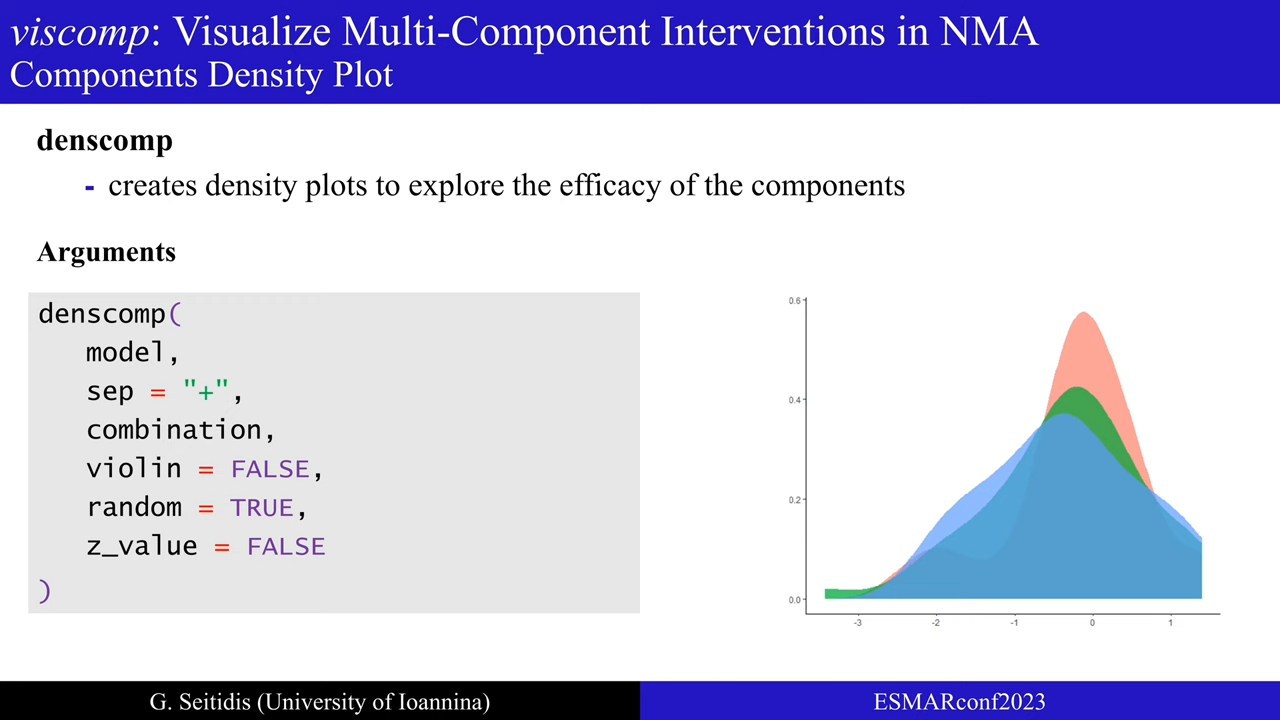 viscomp: Visualize Multi-Component Interventions in NMA
Components Density Plot
denscomp
- creates density plots to explore the efficacy of the components
Arguments
denscomp(
model,
sep = "+",
combination,
violin = FALSE,
random = TRUE,
z_value = FALSE
)
0.6
0.4
0.2
0.0
-3 -2 -1 0 1
G. Seitidis (University of Ioannina)
ESMARconf2023